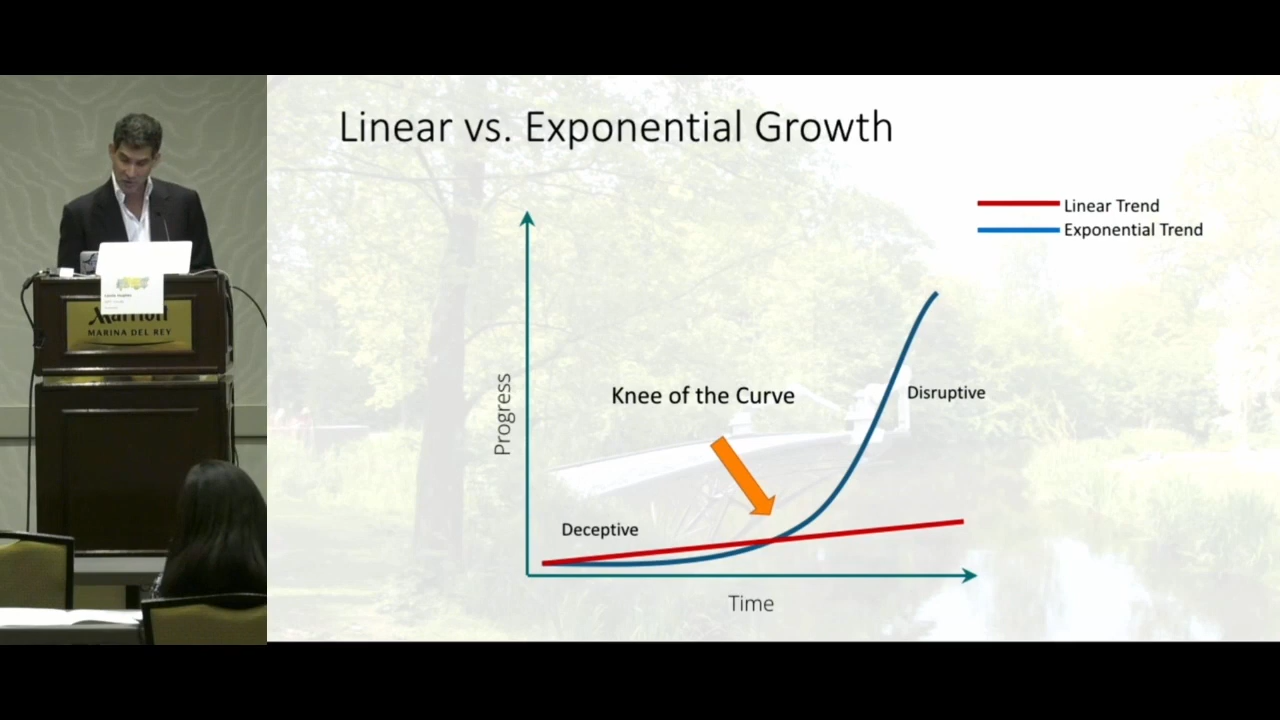 Linear vs. Exponential Growth
Linear Trend
Exponential Trend
Knee of the Curve
Disruptive
Progress
Deceptive
Time
Marriott
MARINA DEL REY